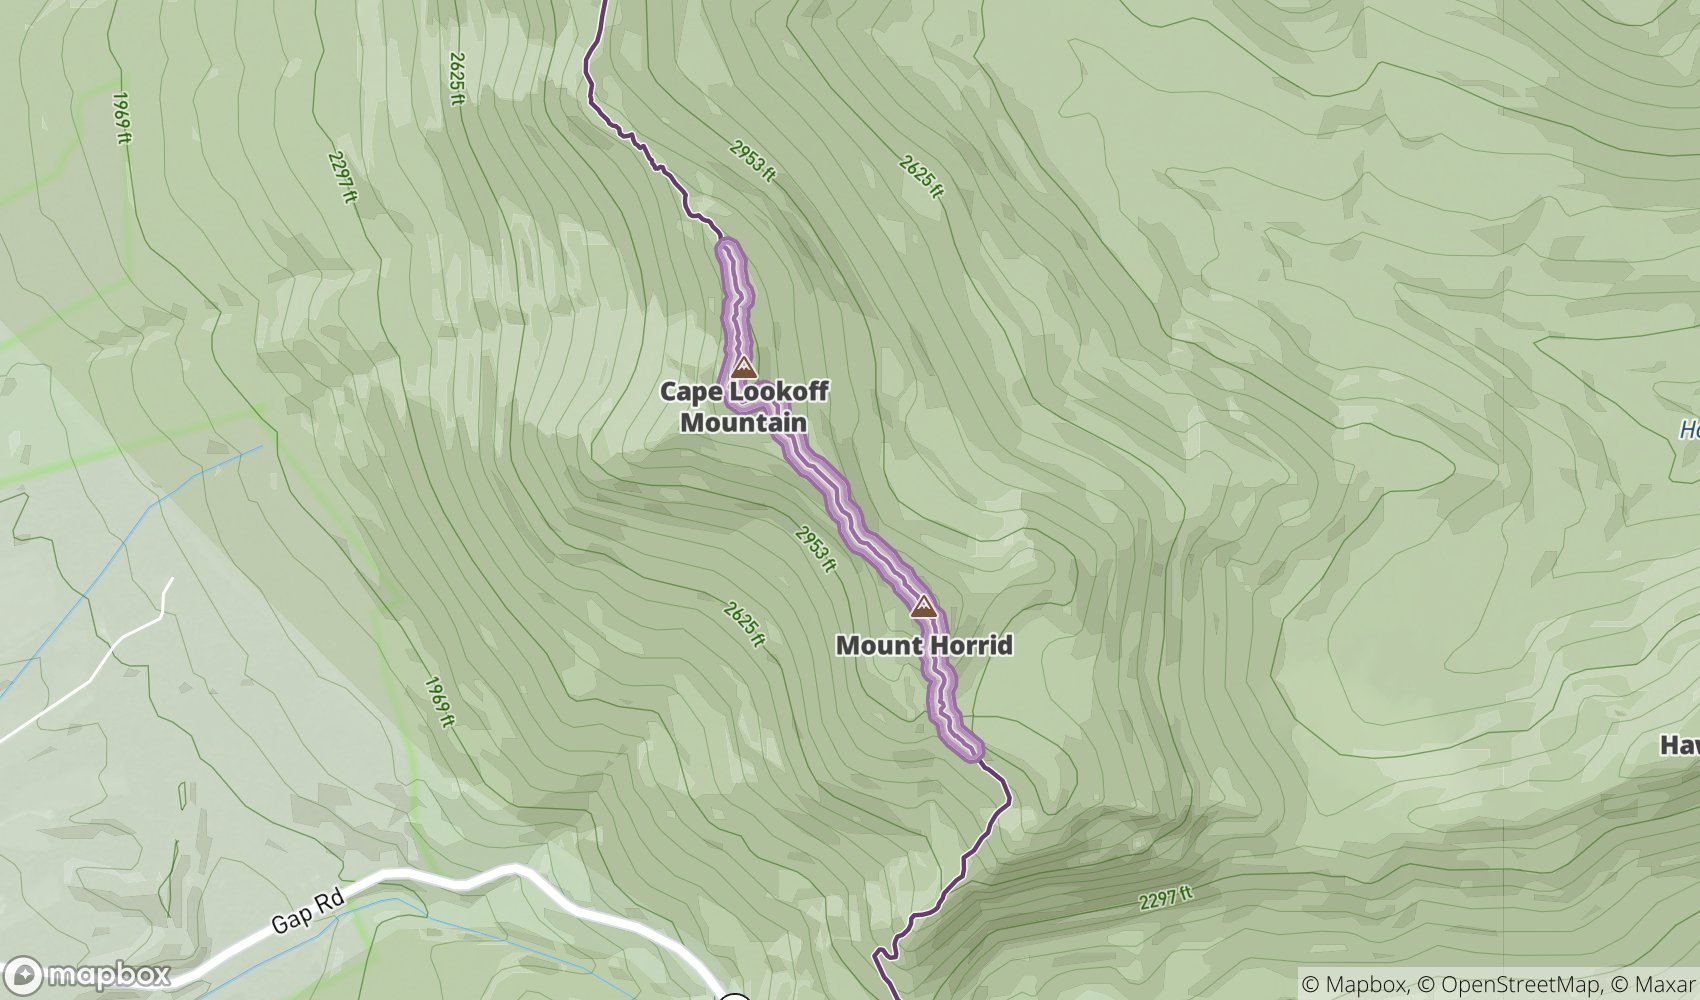 2625 ft
1969 ft
2953 ft
2625 ft
2297 ft
Cape Lookoff
Mountain
2953 ft
2625 ft
Mount Horrid
1969 ft
2297 ft
Gap Rd
mapbox
© Mapbox, © OpenStreetMap, © Maxar